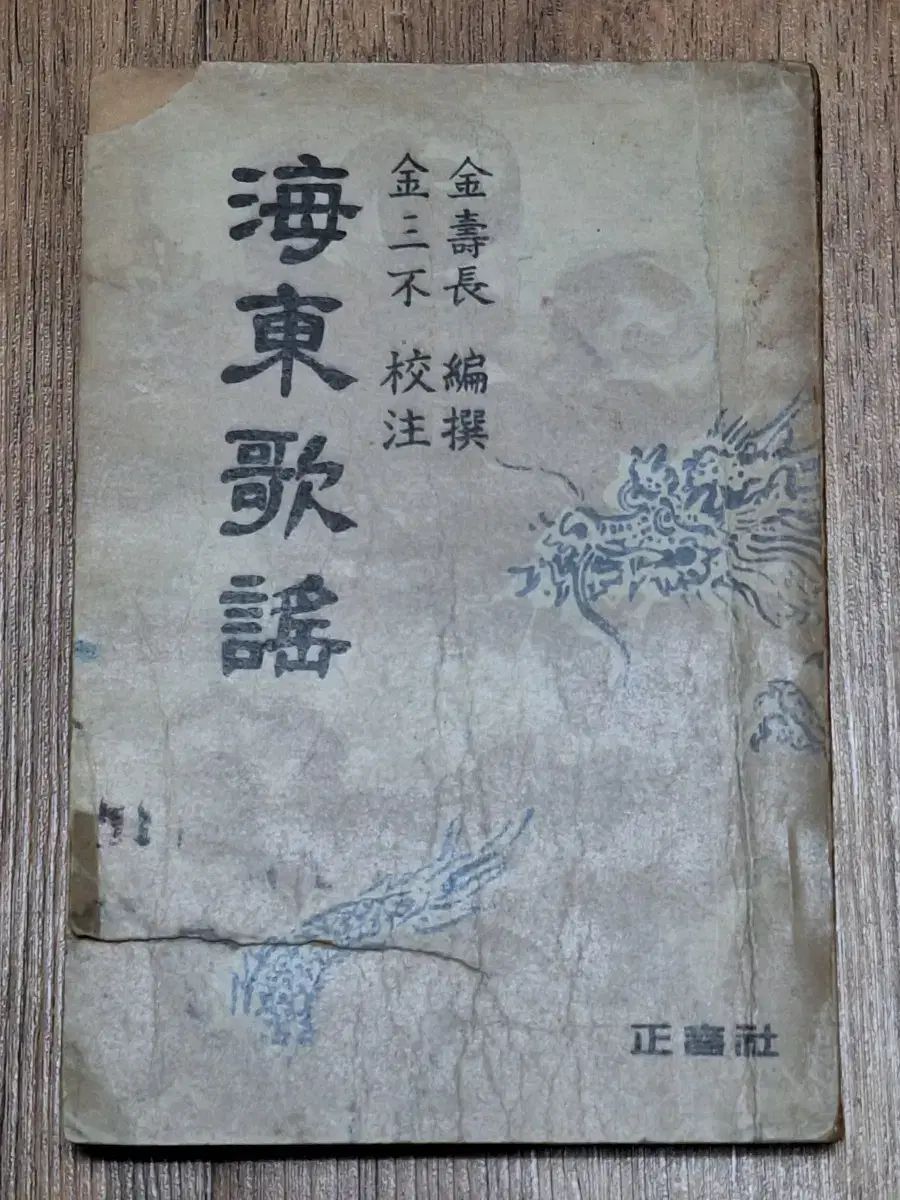 金壽長 編撰
金三不 校注
海東歌謠
正音社